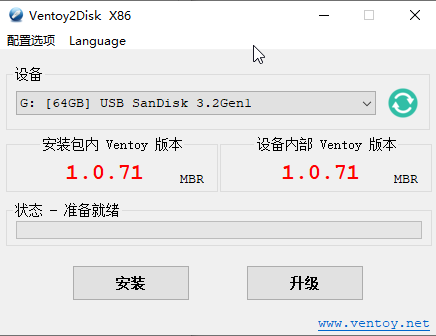 Ventoy2Disk X86
配置选项 Language
设备
G: [64GB] USB SanDisk 3.2Gen1
安装包内 Ventoy 版本 设备内部 Ventoy 版本
1.0.71 MBR 1.0.71 MBR
状态 - 准备就绪
安装 升级
www.ventoy.net